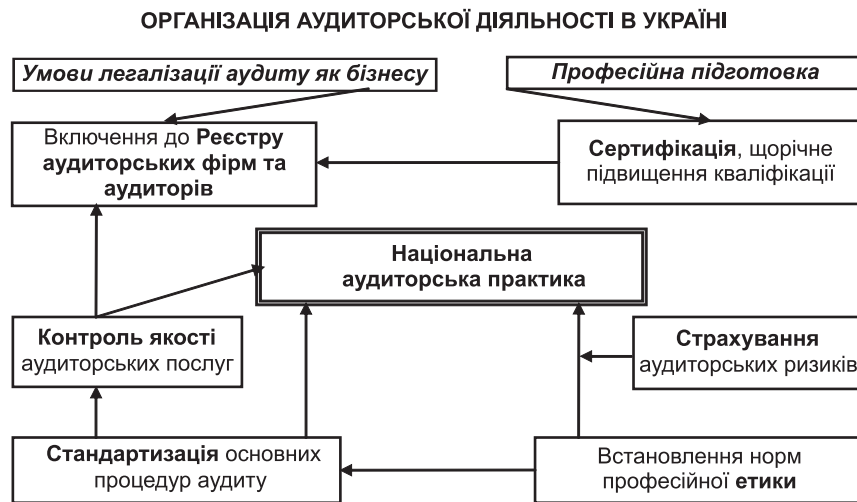 ОРГАНІЗАЦІЯ АУДИТОРСЬКОЇ ДІЯЛЬНОСТІ В УКРАЇНІ
Умови легалізації аудиту як бізнесу
Професійна підготовка
Включення до Реєстру
аудиторських фірм та
аудиторів
Сертифікація, щорічне
підвищення кваліфікації
Національна
аудиторська практика
Контроль якості
аудиторських послуг
Страхування
аудиторських ризиків
Стандартизація основних
процедур аудиту
Встановлення норм
професійної етики